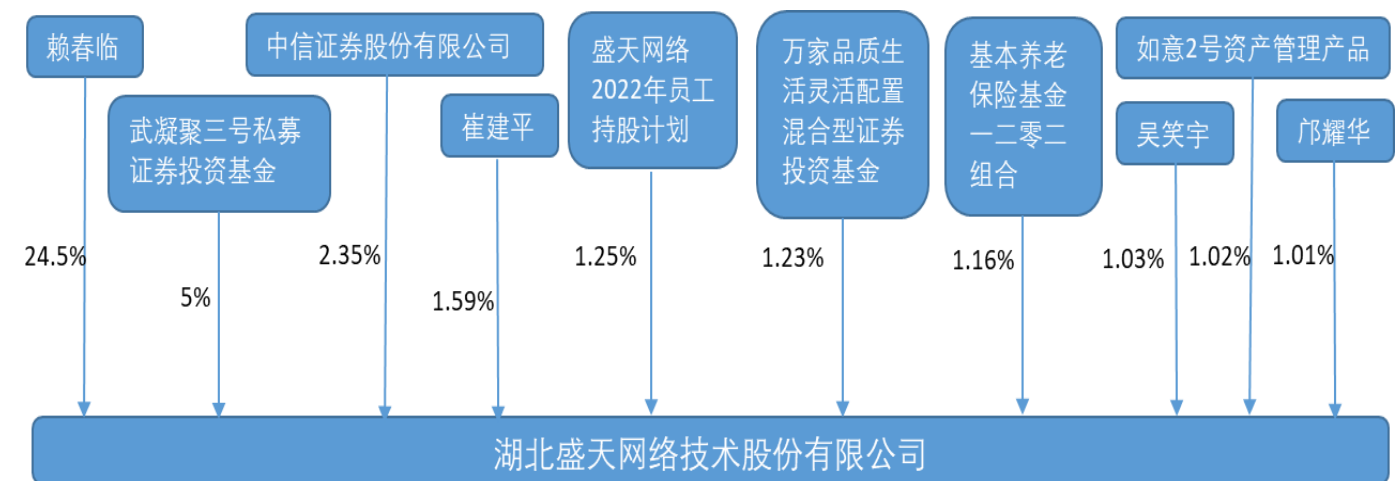 赖春临
武凝聚三号私募
证券投资基金
中信证券股份有限公司
崔建平
盛天网络
2022年员工
持股计划
万家品质生
活灵活配置
混合型证券
投资基金
基本养老
保险基金
一二零二
组合
如意2号资产管理产品
吴笑宇
邝耀华
24.5%
5%
2.35%
1.59%
1.25%
1.23%
1.16%
1.03%
1.02%
1.01%
湖北盛天网络技术股份有限公司